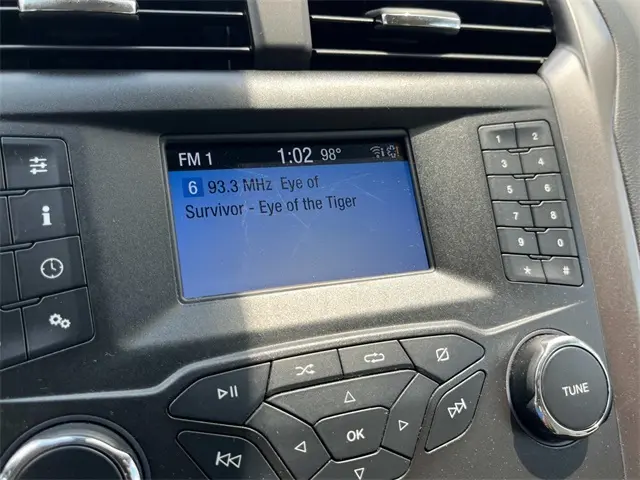 FM 1 1:02 98°
6 93.3 MHz Eye of
Survivor - Eye of the Tiger
1 2
3 4
5 6
7 8
9 0
* #
i
OK
TUNE